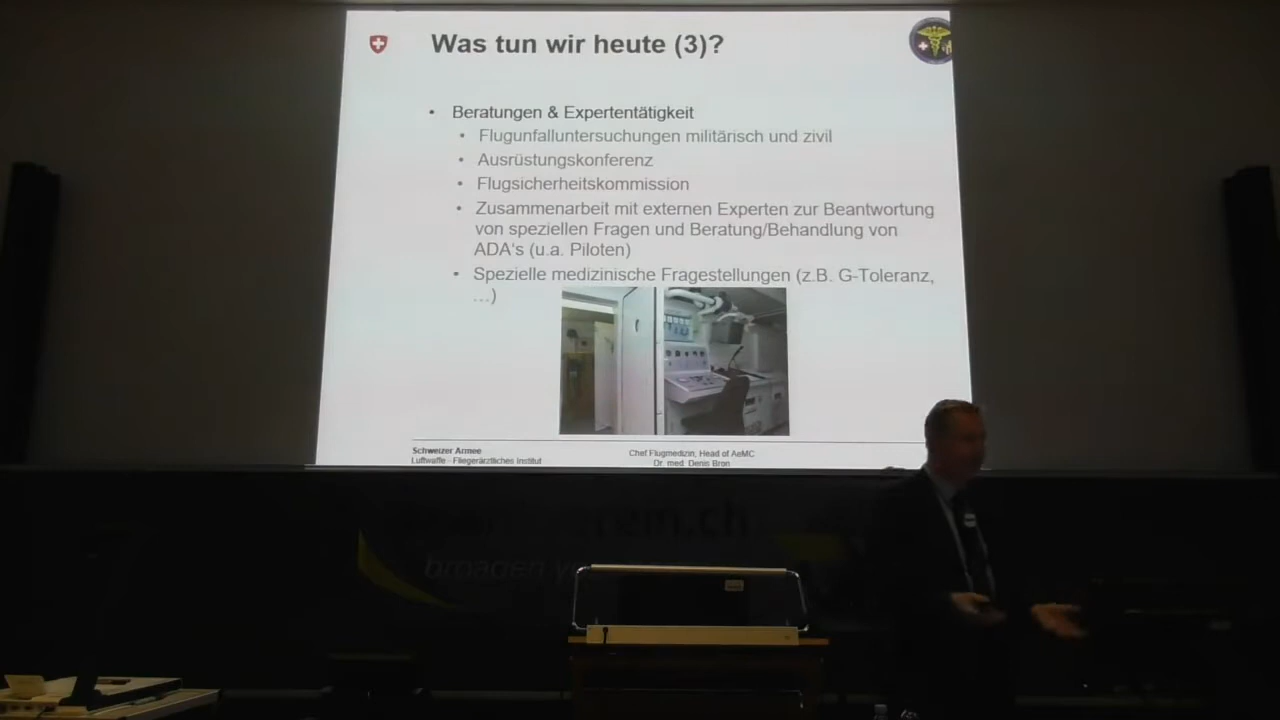 Was tun wir heute (3)?
• Beratungen & Expertentätigkeit
• Flugunfalluntersuchungen militärisch und zivil
• Ausrüstungskonferenz
• Flugsicherheitskommission
• Zusammenarbeit mit externen Experten zur Beantwortung
von speziellen Fragen und Beratung/Behandlung von
ADA's (u.a. Piloten)
• Spezielle medizinische Fragestellungen (z.B. G-Toleranz,
…)
Schweizer Armee
Luftwaffe - Fliegerärztliches Institut
Chef Flugmedizin, Head of AeMC
Dr. med. Denis Bron